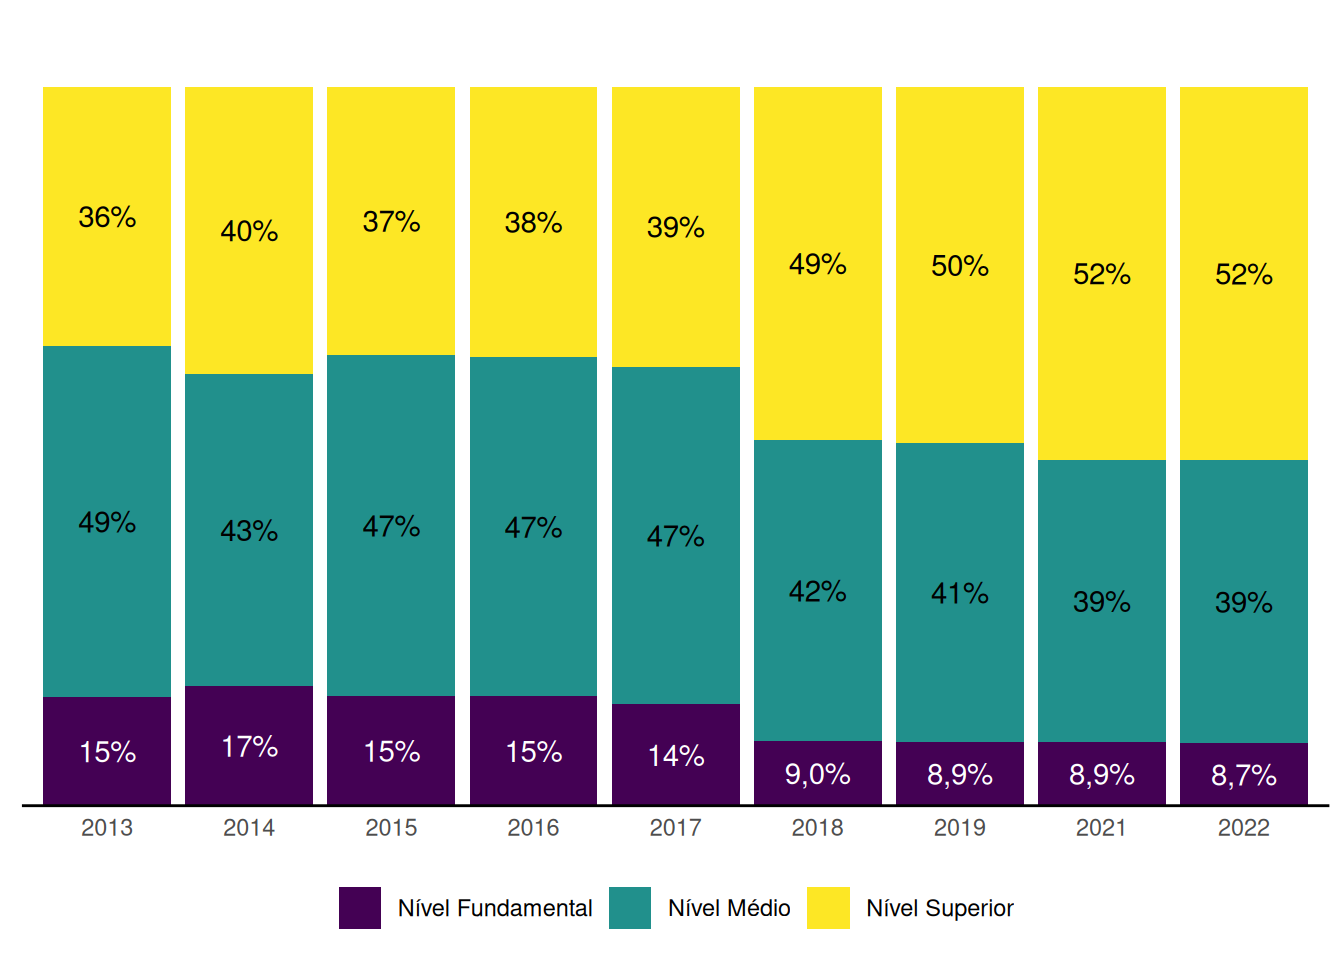 36% 40% 37% 38% 39% 49% 50% 52% 52%
49% 43% 47% 47% 47% 42% 41% 39% 39%
15% 17% 15% 15% 14% 9,0% 8,9% 8,9% 8,7%
2013 2014 2015 2016 2017 2018 2019 2021 2022
Nível Fundamental Nível Médio Nível Superior